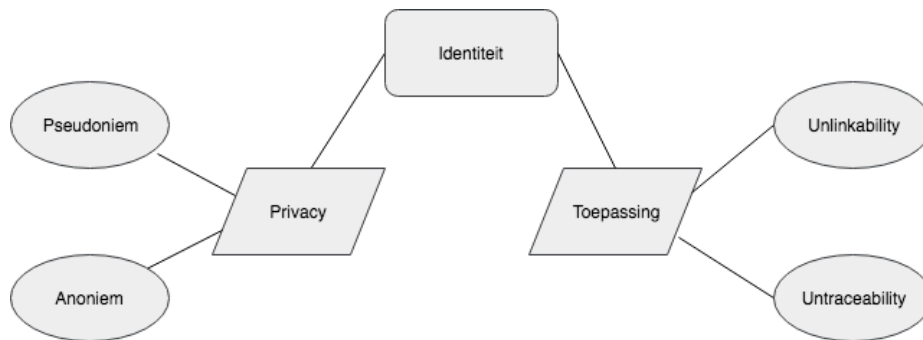 Identiteit
Pseudoniem
Unlinkability
Privacy
Toepassing
Anoniem
Untraceability